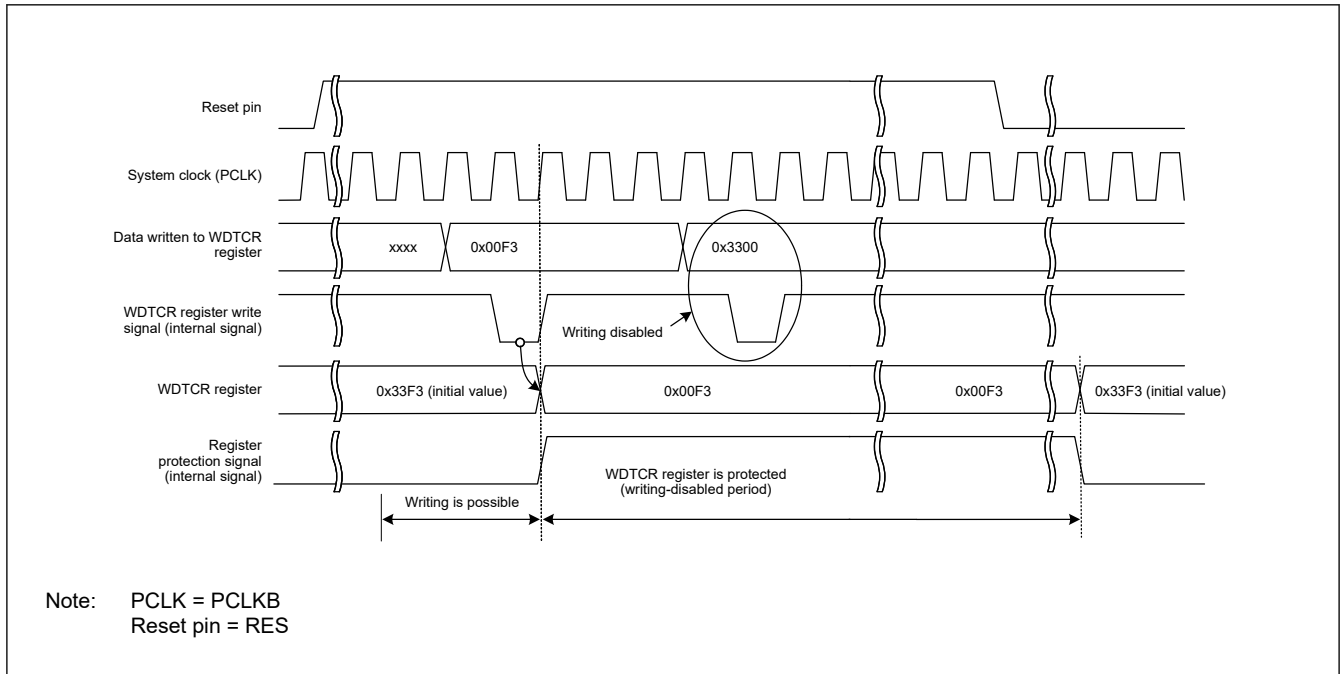 Reset pin
System clock (PCLK)
Data written to WDTCR
register
xxxx
0x00F3
0x3300
WDTCR register write
signal (internal signal)
Writing disabled
WDTCR register
0x33F3 (initial value)
0x00F3
0x00F3
0x33F3 (initial value)
Register
protection signal
(internal signal)
WDTCR register is protected
(writing-disabled period)
Writing is possible
Note: PCLK = PCLKB
Reset pin = RES